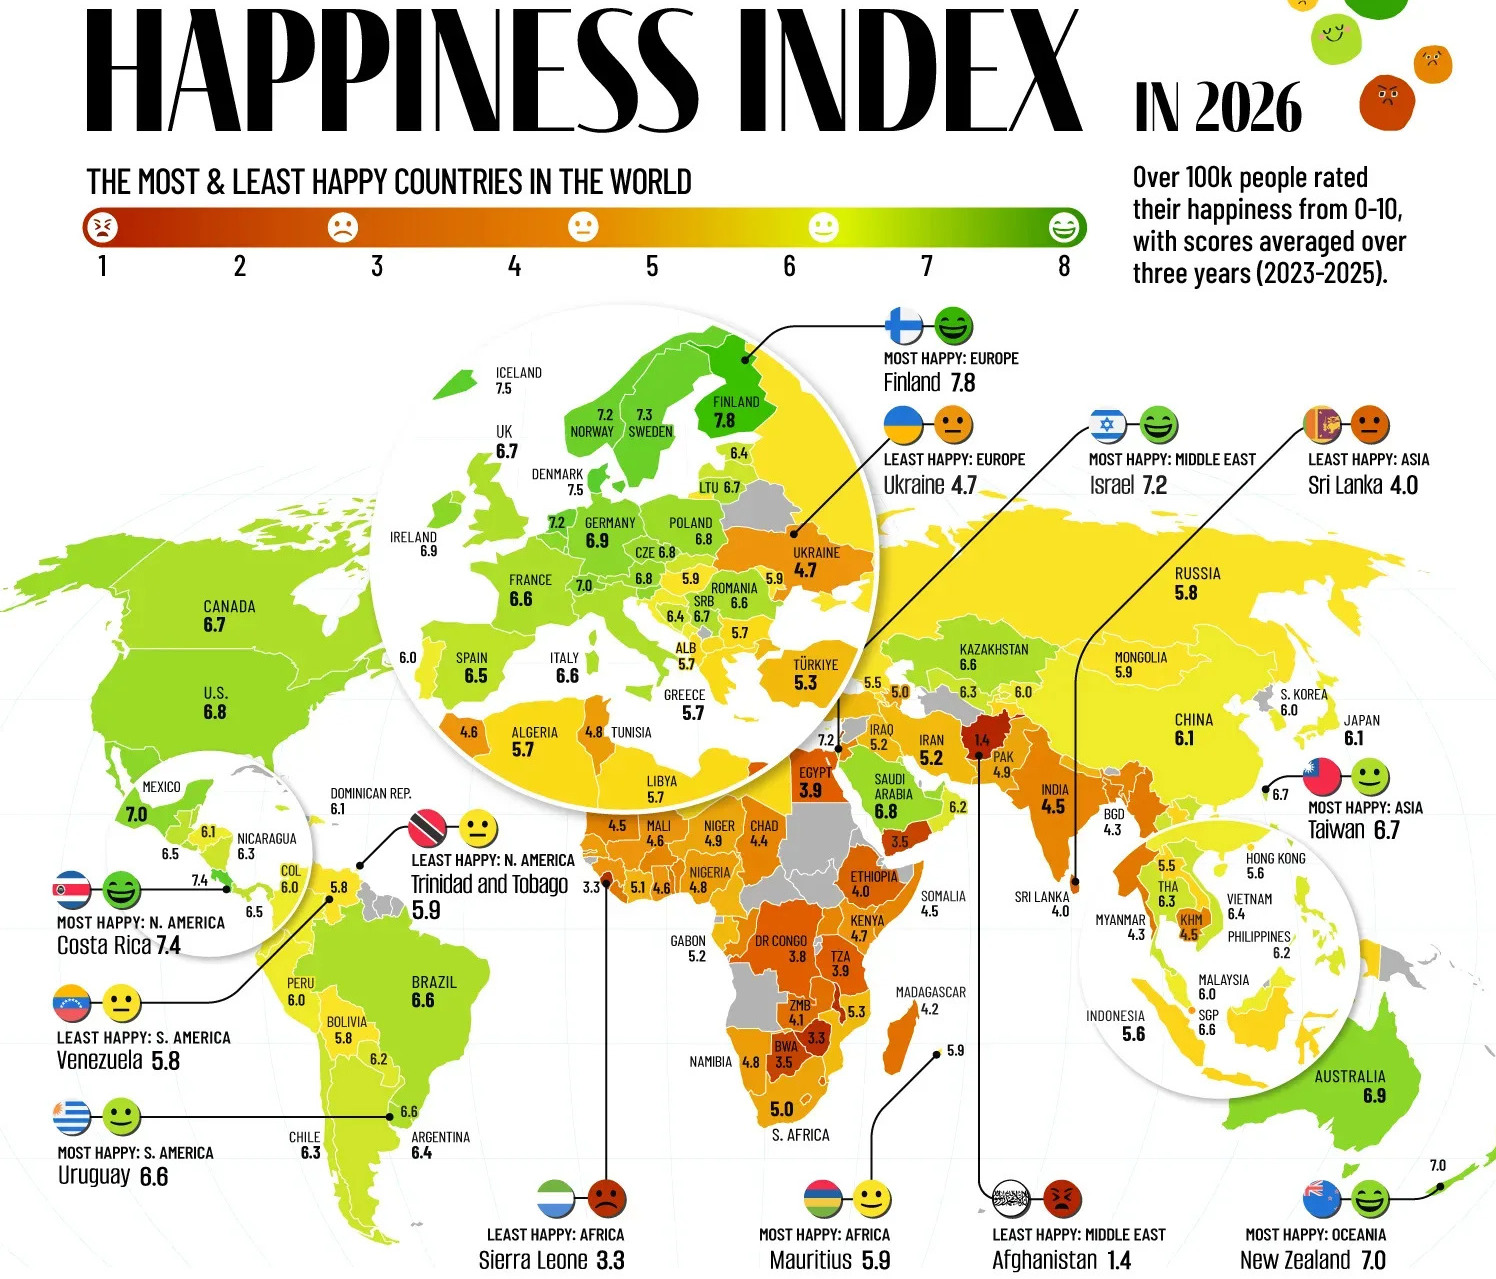 HAPPINESS INDEX
IN 2026
THE MOST & LEAST HAPPY COUNTRIES IN THE WORLD
1 2 3 4 5 6 7 8
Over 100k people rated
their happiness from 0-10,
with scores averaged over
three years (2023-2025).
MOST HAPPY: EUROPE
Finland 7.8
LEAST HAPPY: EUROPE
Ukraine 4.7
MOST HAPPY: MIDDLE EAST
Israel 7.2
LEAST HAPPY: ASIA
Sri Lanka 4.0
ICELAND
7.5
UK
6.7
7.2
NORWAY
7.3
SWEDEN
FINLAND
7.8
DENMARK
7.5
6.4
LTU 6.7
IRELAND
6.9
7.2
GERMANY
6.9
POLAND
6.8
CZE 6.8
UKRAINE
4.7
FRANCE
6.6
7.0
6.8
5.9
5.9
ROMANIA
6.6
SRB
6.7
6.4
5.7
ALB
5.7
6.0
SPAIN
6.5
ITALY
6.6
GREECE
5.7
TÜRKIYE
5.3
4.6
ALGERIA
5.7
4.8
TUNISIA
LIBYA
5.7
CANADA
6.7
U.S.
6.8
MEXICO
7.0
6.1
6.5
NICARAGUA
6.3
7.4
6.5
DOMINICAN REP.
6.1
LEAST HAPPY: N. AMERICA
Trinidad and Tobago
5.9
MOST HAPPY: N. AMERICA
Costa Rica 7.4
COL
6.0
5.8
LEAST HAPPY: S. AMERICA
Venezuela 5.8
PERU
6.0
BRAZIL
6.6
BOLIVIA
5.8
6.2
6.6
MOST HAPPY: S. AMERICA
Uruguay 6.6
CHILE
6.3
ARGENTINA
6.4
RUSSIA
5.8
KAZAKHSTAN
6.6
MONGOLIA
5.9
5.5
5.0
6.3
6.0
CHINA
6.1
S. KOREA
6.0
JAPAN
6.1
7.2
IRAQ
5.2
IRAN
5.2
1.4
PAK
4.9
EGYPT
3.9
SAUDI
ARABIA
6.8
6.2
3.5
INDIA
4.5
BGD
4.3
6.7
MOST HAPPY: ASIA
Taiwan 6.7
SRI LANKA
4.0
4.5
MALI
4.6
NIGER
4.9
CHAD
4.4
3.3
5.1
4.6
NIGERIA
4.8
ETHIOPIA
4.0
SOMALIA
4.5
KENYA
4.7
GABON
5.2
DR CONGO
3.8
TZA
3.9
ZMB
4.1
5.3
MADAGASCAR
4.2
3.3
BWA
3.5
NAMIBIA 4.8
5.9
5.0
S. AFRICA
5.5
HONG KONG
5.6
THA
6.3
VIETNAM
6.4
KHM
4.5
MYANMAR
4.3
PHILIPPINES
6.2
MALAYSIA
6.0
SGP
6.6
INDONESIA
5.6
AUSTRALIA
6.9
7.0
LEAST HAPPY: AFRICA
Sierra Leone 3.3
MOST HAPPY: AFRICA
Mauritius 5.9
LEAST HAPPY: MIDDLE EAST
Afghanistan 1.4
MOST HAPPY: OCEANIA
New Zealand 7.0